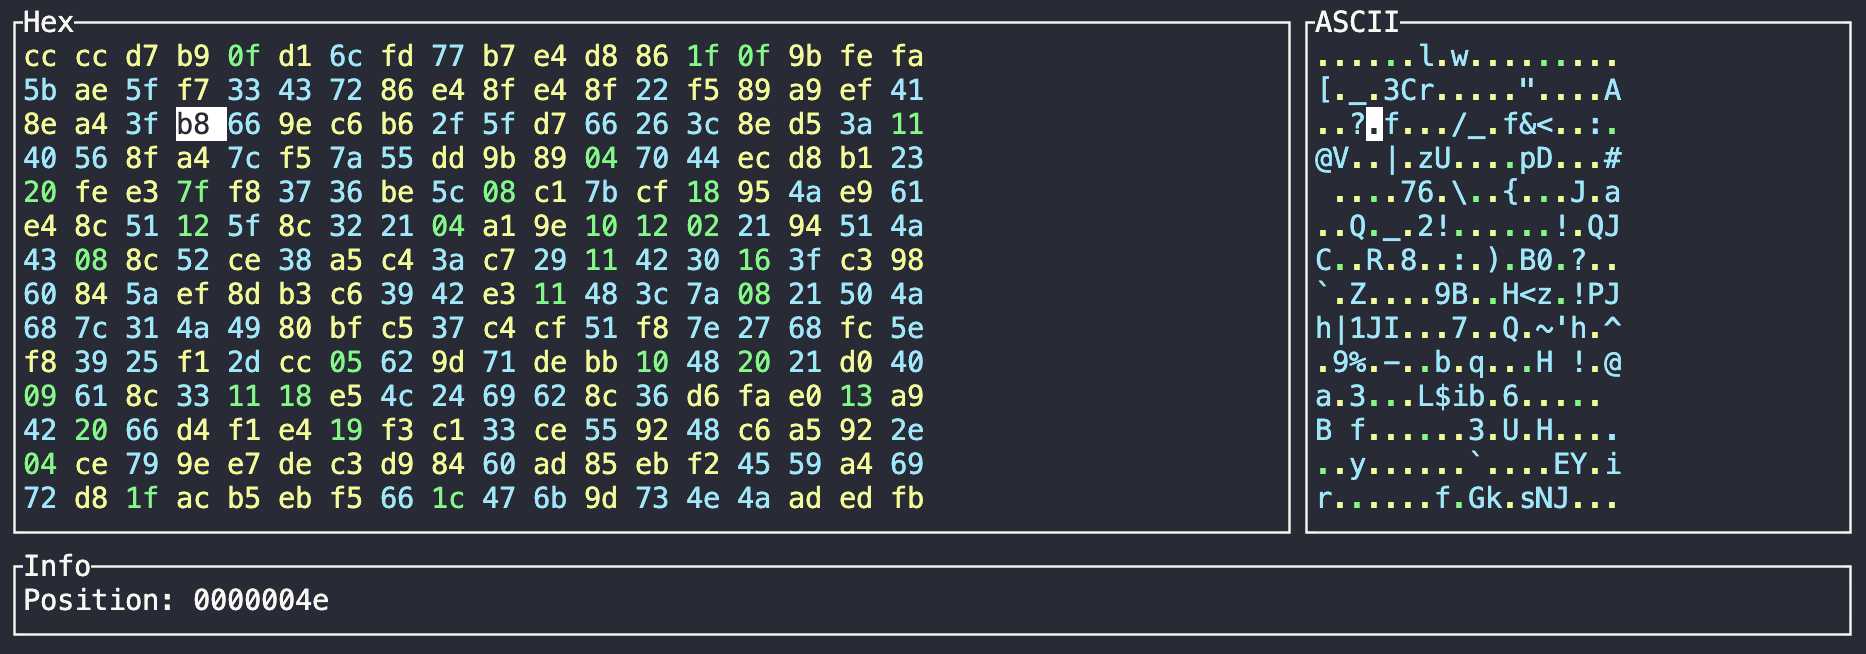 Hex
cc cc d7 b9 0f d1 6c fd 77 b7 e4 d8 86 1f 0f 9b fe fa
5b ae 5f f7 33 43 72 86 e4 8f e4 8f 22 f5 89 a9 ef 41
8e a4 3f b8 66 9e c6 b6 2f 5f d7 66 26 3c 8e d5 3a 11
40 56 8f a4 7c f5 7a 55 dd 9b 89 04 70 44 ec d8 b1 23
20 fe e3 7f f8 37 36 be 5c 08 c1 7b cf 18 95 4a e9 61
e4 8c 51 12 5f 8c 32 21 04 a1 9e 10 12 02 21 94 51 4a
43 08 8c 52 ce 38 a5 c4 3a c7 29 11 42 30 16 3f c3 98
60 84 5a ef 8d b3 c6 39 42 e3 11 48 3c 7a 08 21 50 4a
68 7c 31 4a 49 80 bf c5 37 c4 cf 51 f8 7e 27 68 fc 5e
f8 39 25 f1 2d cc 05 62 9d 71 de bb 10 48 20 21 d0 40
09 61 8c 33 11 18 e5 4c 24 69 62 8c 36 d6 fa e0 13 a9
42 20 66 d4 f1 e4 19 f3 c1 33 ce 55 92 48 c6 a5 92 2e
04 ce 79 9e e7 de c3 d9 84 60 ad 85 eb f2 45 59 a4 69
72 d8 1f ac b5 eb f5 66 1c 47 6b 9d 73 4e 4a ad ed fb
ASCII
......l.w.........
[._.3Cr....."....A
..?.f.../_.f&<..:.
@V..|.zU....pD...#
 ....76.\..{...J.a
..Q._.2!......!.QJ
C..R.8..:.).B0.?..
`.Z....9B..H<z.!PJ
h|1JI...7..Q.~'h.^
.9%.-..b.q...H !.@
a.3...L$ib.6.....
B f......3.U.H....
..y......`....EY.i
r......f.Gk.sNJ...
Info
Position: 0000004e